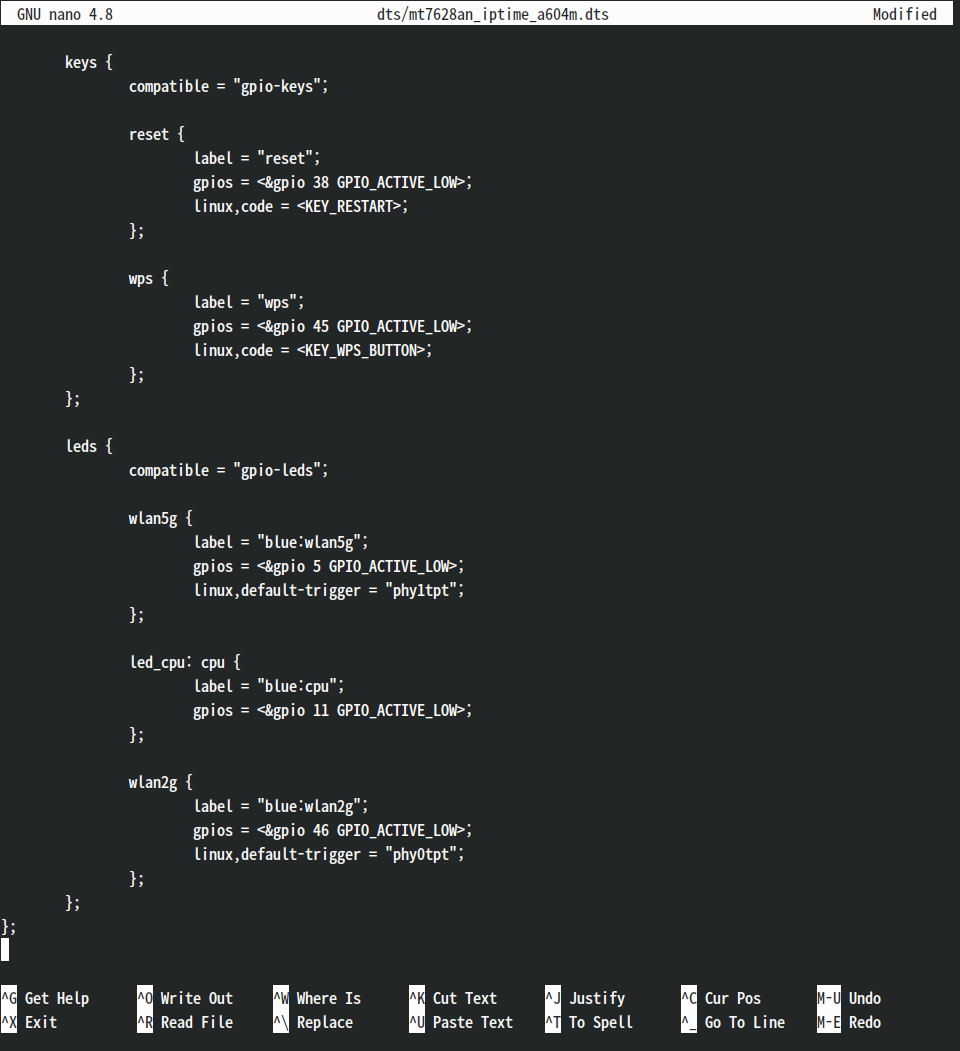 GNU nano 4.8 dts/mt7628an_iptime_a604m.dts Modified
keys {
compatible = "gpio-keys";
reset {
label = "reset";
gpios = <&gpio 38 GPIO_ACTIVE_LOW>;
linux,code = <KEY_RESTART>;
};
wps {
label = "wps";
gpios = <&gpio 45 GPIO_ACTIVE_LOW>;
linux,code = <KEY_WPS_BUTTON>;
};
};
leds {
compatible = "gpio-leds";
wlan5g {
label = "blue:wlan5g";
gpios = <&gpio 5 GPIO_ACTIVE_LOW>;
linux,default-trigger = "phy1tpt";
};
led_cpu: cpu {
label = "blue:cpu";
gpios = <&gpio 11 GPIO_ACTIVE_LOW>;
};
wlan2g {
label = "blue:wlan2g";
gpios = <&gpio 46 GPIO_ACTIVE_LOW>;
linux,default-trigger = "phy0tpt";
};
};
};
^G Get Help ^O Write Out ^W Where Is ^K Cut Text ^J Justify ^C Cur Pos M-U Undo
^X Exit ^R Read File ^\ Replace ^U Paste Text ^T To Spell ^_ Go To Line M-E Redo